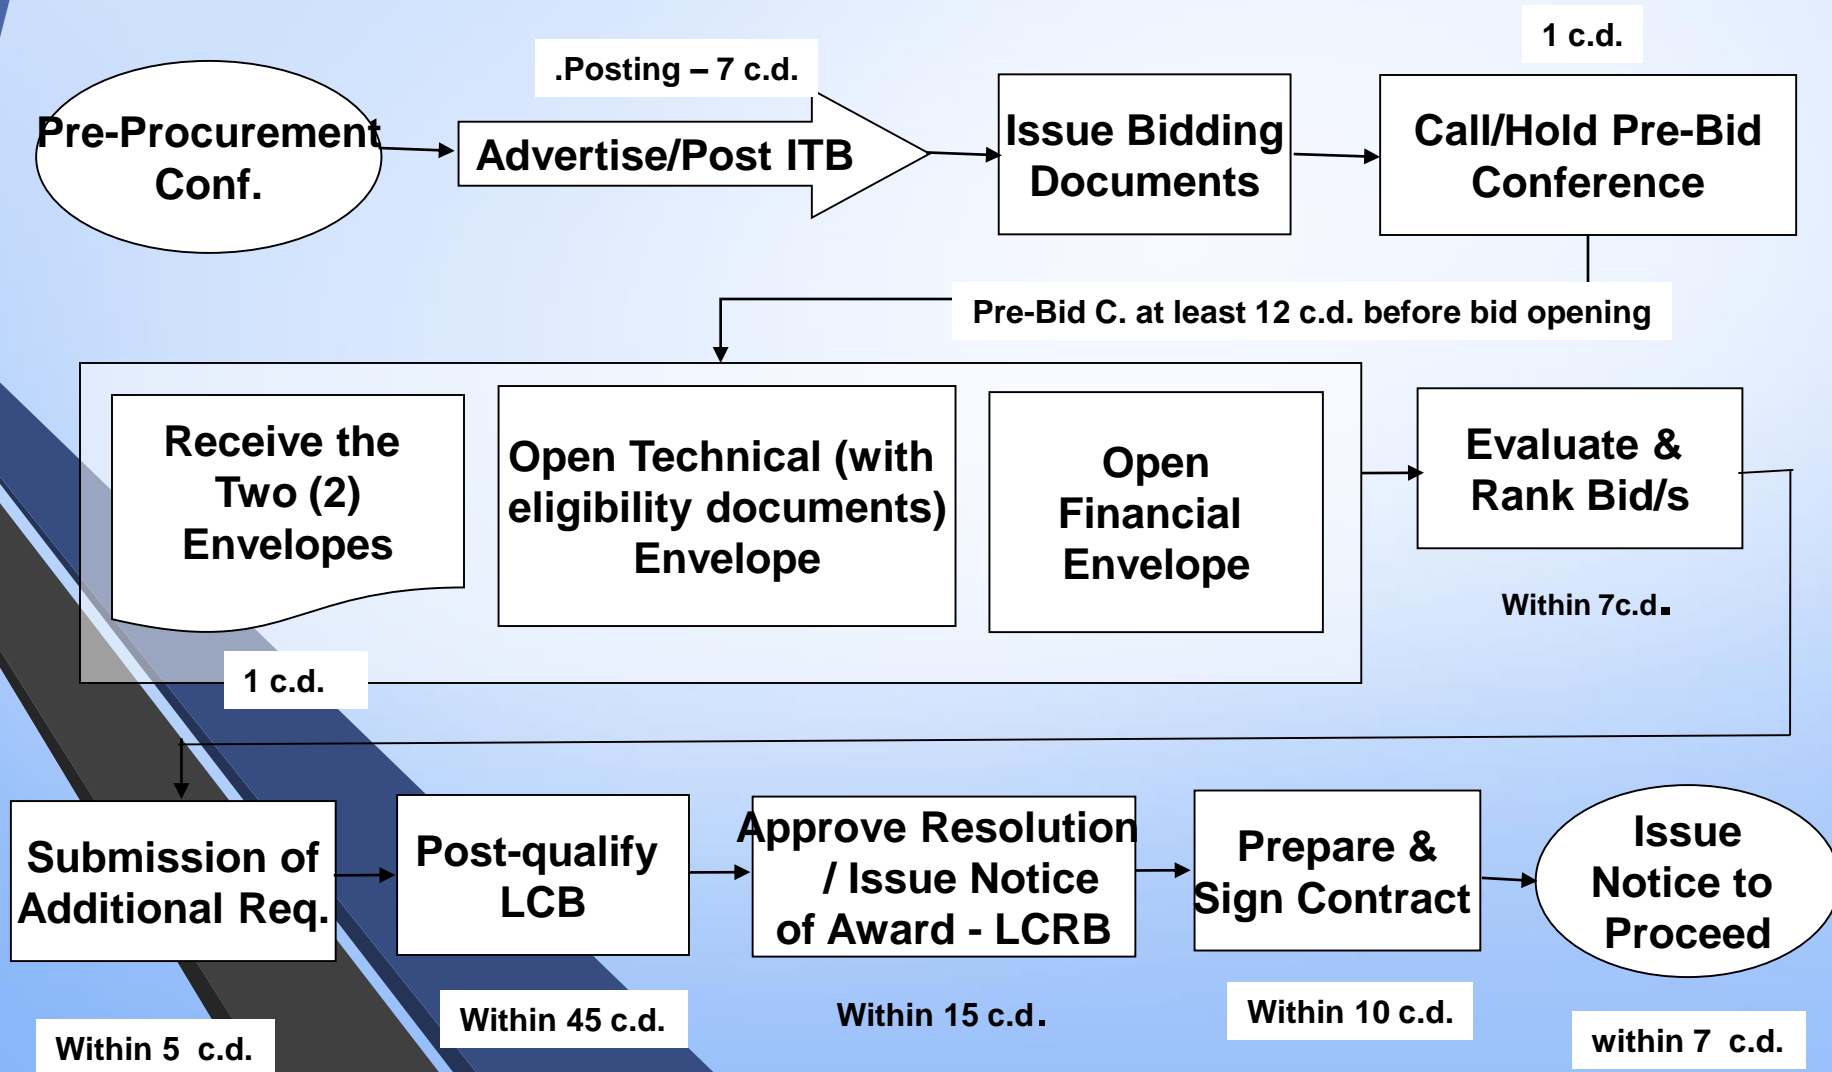 1 c.d.
.Posting – 7 c.d.
Pre-Procurement
Conf.
Advertise/Post ITB
Issue Bidding
Documents
Call/Hold Pre-Bid
Conference
Pre-Bid C. at least 12 c.d. before bid opening
Receive the
Two (2)
Envelopes
Open Technical (with
eligibility documents)
Envelope
Open
Financial
Envelope
Evaluate &
Rank Bid/s
Within 7c.d.
1 c.d.
Submission of
Additional Req.
Post-qualify
LCB
Approve Resolution
/ Issue Notice
of Award - LCRB
Prepare &
Sign Contract
Issue
Notice to
Proceed
Within 5 c.d.
Within 45 c.d.
Within 15 c.d.
Within 10 c.d.
within 7 c.d.